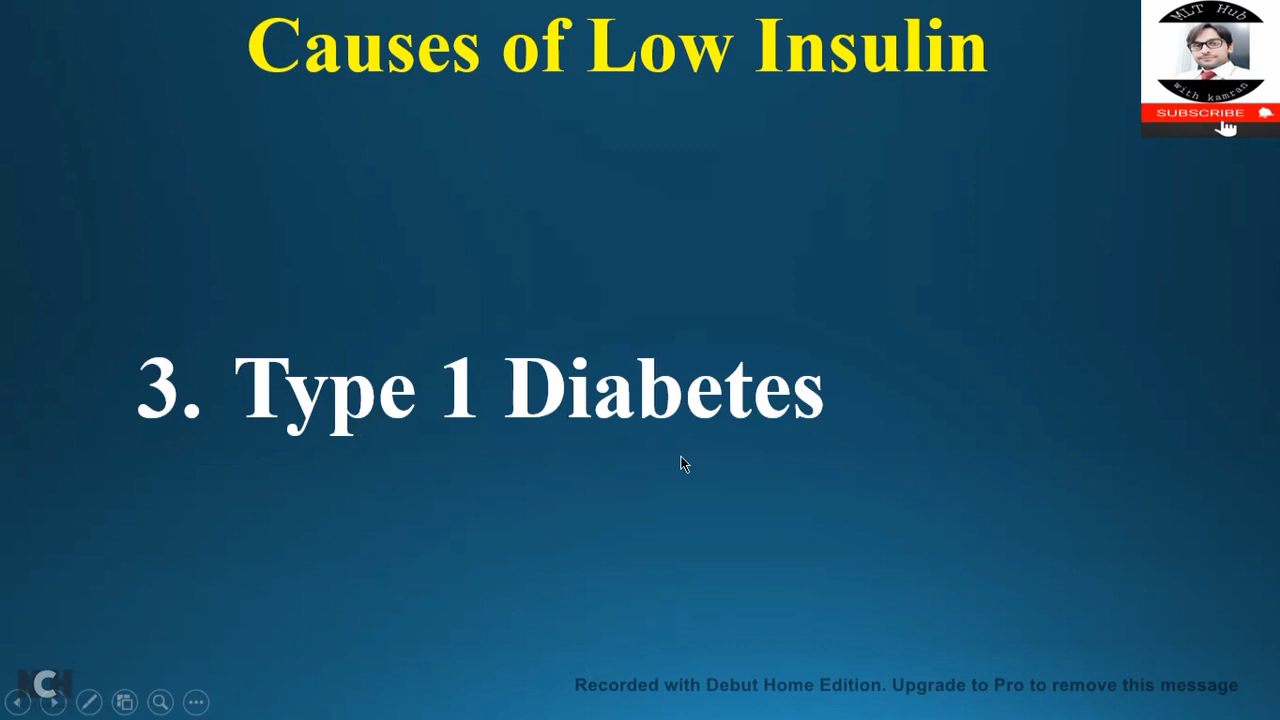 Causes of Low Insulin
MLT Hub
with kamran
SUBSCRIBE
3. Type 1 Diabetes
Recorded with Debut Home Edition. Upgrade to Pro to remove this message